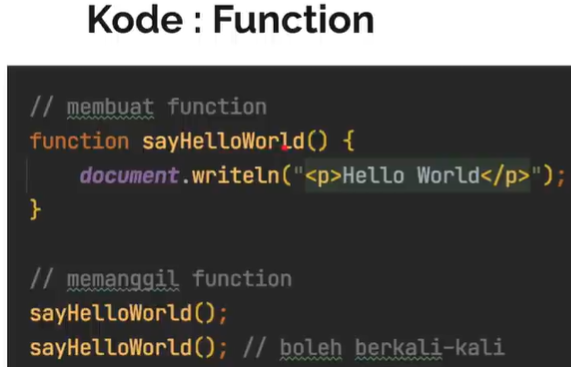 Kode : Function
// membuat function
function sayHelloWorld() {
document.writeln("<p>Hello World</p>");
}
// memanggil function
sayHelloWorld();
sayHelloWorld(); // boleh berkali-kali